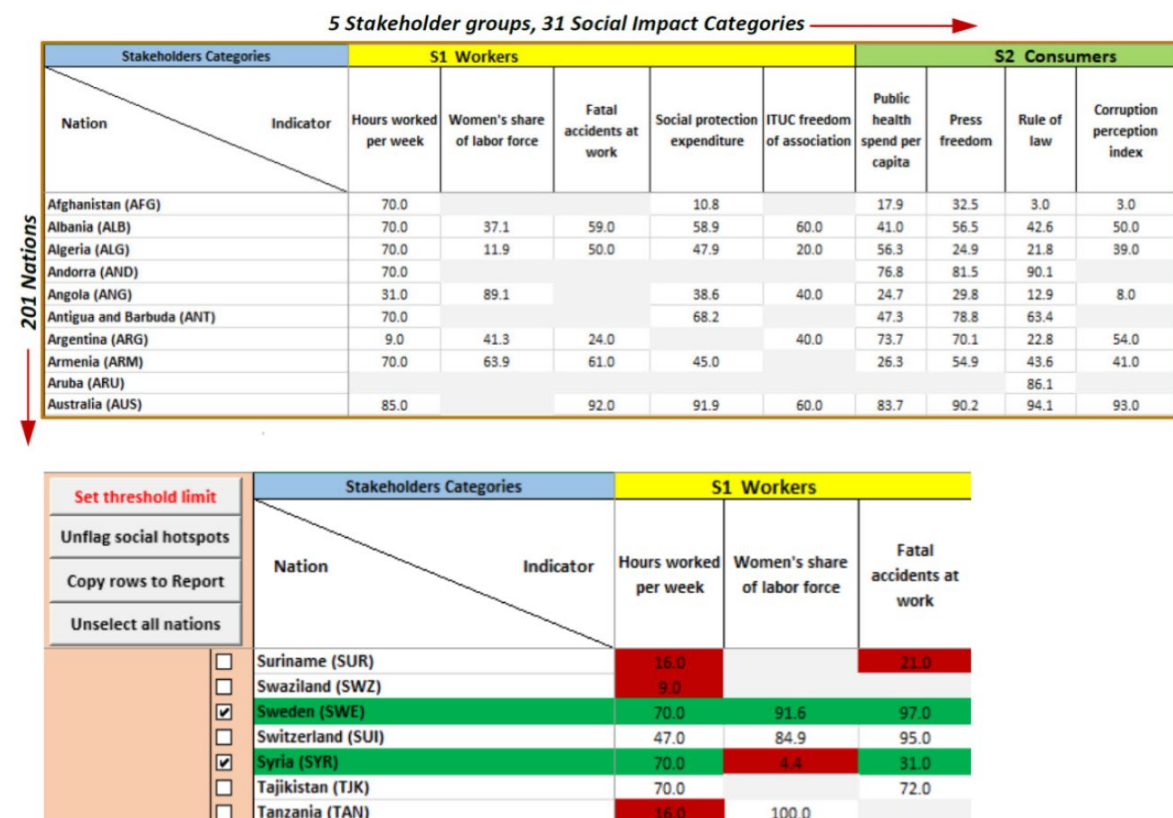 5 Stakeholder groups, 31 Social Impact Categories
Stakeholders Categories S1 Workers S2 Consumers
Nation Indicator Hours worked per week Women's share of labor force Fatal accidents at work Social protection expenditure ITUC freedom of association Public health spend per capita Press freedom Rule of law Corruption perception index
201 Nations
Afghanistan (AFG) 70.0 10.8 17.9 32.5 3.0 3.0
Albania (ALB) 70.0 37.1 59.0 58.9 60.0 41.0 56.5 42.6 50.0
Algeria (ALG) 70.0 11.9 50.0 47.9 20.0 56.3 24.9 21.8 39.0
Andorra (AND) 70.0 76.8 81.5 90.1
Angola (ANG) 31.0 89.1 38.6 40.0 24.7 29.8 12.9 8.0
Antigua and Barbuda (ANT) 70.0 68.2 47.3 78.8 63.4
Argentina (ARG) 9.0 41.3 24.0 40.0 73.7 70.1 22.8 54.0
Armenia (ARM) 70.0 63.9 61.0 45.0 26.3 54.9 43.6 41.0
Aruba (ARU) 86.1
Australia (AUS) 85.0 92.0 91.9 60.0 83.7 90.2 94.1 93.0
Set threshold limit
Unflag social hotspots
Copy rows to Report
Unselect all nations
Stakeholders Categories S1 Workers
Nation Indicator Hours worked per week Women's share of labor force Fatal accidents at work
Suriname (SUR) 16.0 21.0
Swaziland (SWZ) 9.0
Sweden (SWE) 70.0 91.6 97.0
Switzerland (SUI) 47.0 84.9 95.0
Syria (SYR) 70.0 4.4 31.0
Tajikistan (TJK) 70.0 72.0
Tanzania (TAN) 16.0 100.0